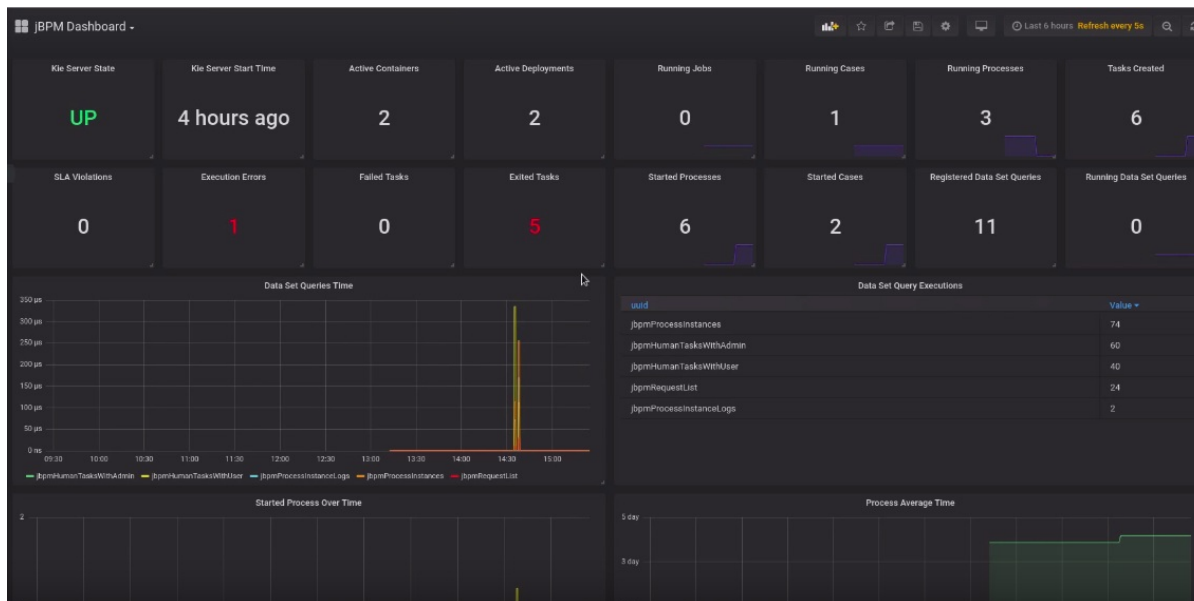 jBPM Dashboard
Last 6 hours Refresh every 5s
Kie Server State
UP
Kie Server Start Time
4 hours ago
Active Containers
2
Active Deployments
2
Running Jobs
0
Running Cases
1
Running Processes
3
Tasks Created
6
SLA Violations
0
Execution Errors
1
Failed Tasks
0
Exited Tasks
5
Started Processes
6
Started Cases
2
Registered Data Set Queries
11
Running Data Set Queries
0
Data Set Queries Time
350 µs
300 µs
250 µs
200 µs
150 µs
100 µs
50 µs
0 ns
09:30 10:00 10:30 11:00 11:30 12:00 12:30 13:00 13:30 14:00 14:30 15:00
jbpmHumanTasksWithAdmin jbpmHumanTasksWithUser jbpmProcessInstanceLogs jbpmProcessInstances jbpmRequestList
Data Set Query Executions
uuid Value
jbpmProcessInstances 74
jbpmHumanTasksWithAdmin 60
jbpmHumanTasksWithUser 40
jbpmRequestList 24
jbpmProcessInstanceLogs 2
Started Process Over Time
2
Process Average Time
5 day
3 day